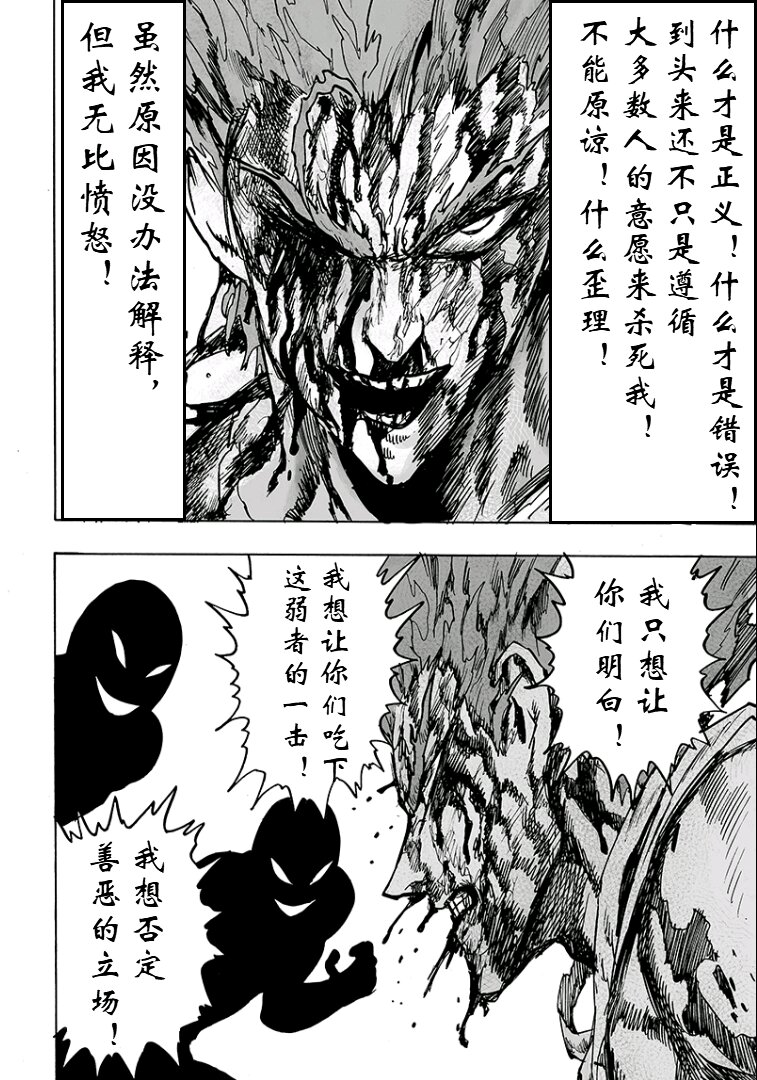 什么才是正义！什么才是错误！
到头来还不只是遵循
大多数人的意愿来杀死我！
不能原谅！什么歪理！
虽然原因没办法解释，
但我无比愤怒！
我只想让
你们明白！
我想让你们吃下
这弱者的一击！
我想否定
善恶的立场！